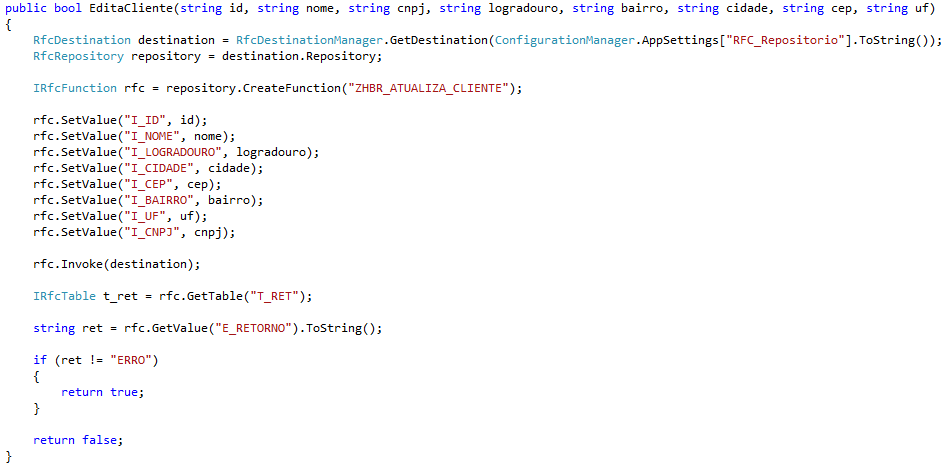 public bool EditaCliente(string id, string nome, string cnpj, string logradouro, string bairro, string cidade, string cep, string uf)
{
    RfcDestination destination = RfcDestinationManager.GetDestination(ConfigurationManager.AppSettings["RFC_Repositorio"].ToString());
    RfcRepository repository = destination.Repository;

    IRfcFunction rfc = repository.CreateFunction("ZHBR_ATUALIZA_CLIENTE");

    rfc.SetValue("I_ID", id);
    rfc.SetValue("I_NOME", nome);
    rfc.SetValue("I_LOGRADOURO", logradouro);
    rfc.SetValue("I_CIDADE", cidade);
    rfc.SetValue("I_CEP", cep);
    rfc.SetValue("I_BAIRRO", bairro);
    rfc.SetValue("I_UF", uf);
    rfc.SetValue("I_CNPJ", cnpj);

    rfc.Invoke(destination);

    IRfcTable t_ret = rfc.GetTable("T_RET");

    string ret = rfc.GetValue("E_RETORNO").ToString();

    if (ret != "ERRO")
    {
        return true;
    }

    return false;
}